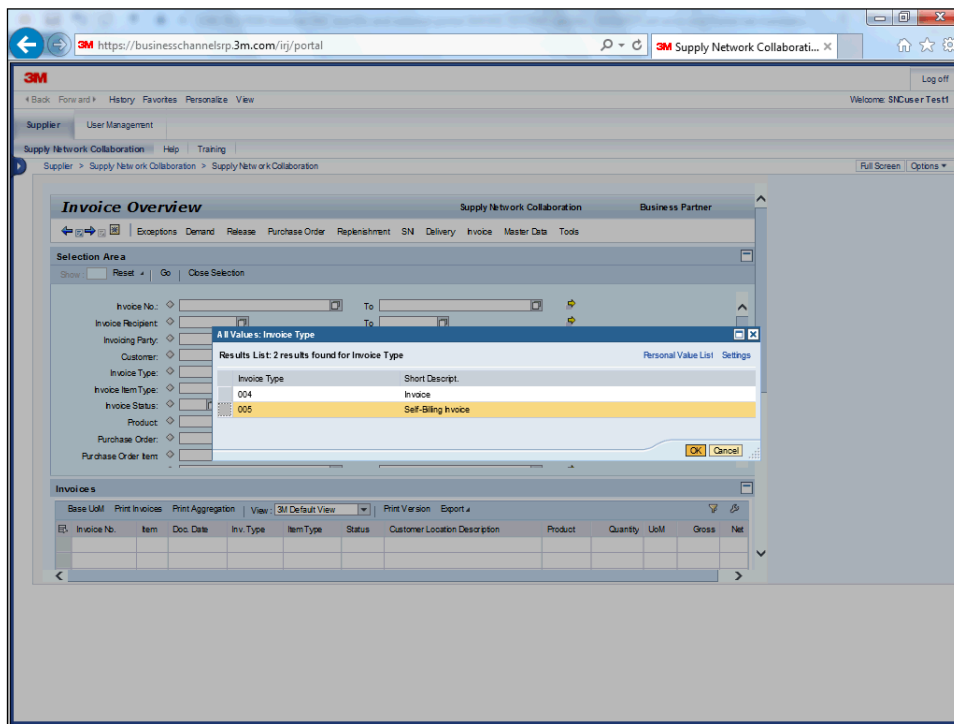 3M https://businesschannelsrp.3m.com/irj/portal
3M Supply Network Collaborati...
3M
Log off
Back Forward History Favorites Personalize View
Welcome: SNCuser Test1
Supplier User Management
Supply Network Collaboration Help Training
Supplier > Supply Network Collaboration > Supply Network Collaboration
Full Screen Options
Invoice Overview
Supply Network Collaboration Business Partner
Exceptions Demand Release Purchase Order Replenishment SNI Delivery Invoice Master Data Tools
Selection Area
Show: Reset Go Close Selection
Invoice No.: To
Invoice Recipient: To
Invoicing Party:
Customer:
Invoice Type:
Invoice Item Type:
Invoice Status:
Product:
Purchase Order:
Purchase Order Item:
All Values: Invoice Type
Results List: 2 results found for Invoice Type
Personal Value List Settings
Invoice Type Short Descript.
004 Invoice
005 Self-Billing Invoice
OK Cancel
Invoices
Base UoM Print Invoices Print Aggregation View: 3M Default View Print Version Export
Invoice No. Item Doc. Date Inv. Type Item Type Status Customer Location Description Product Quantity UoM Gross Net